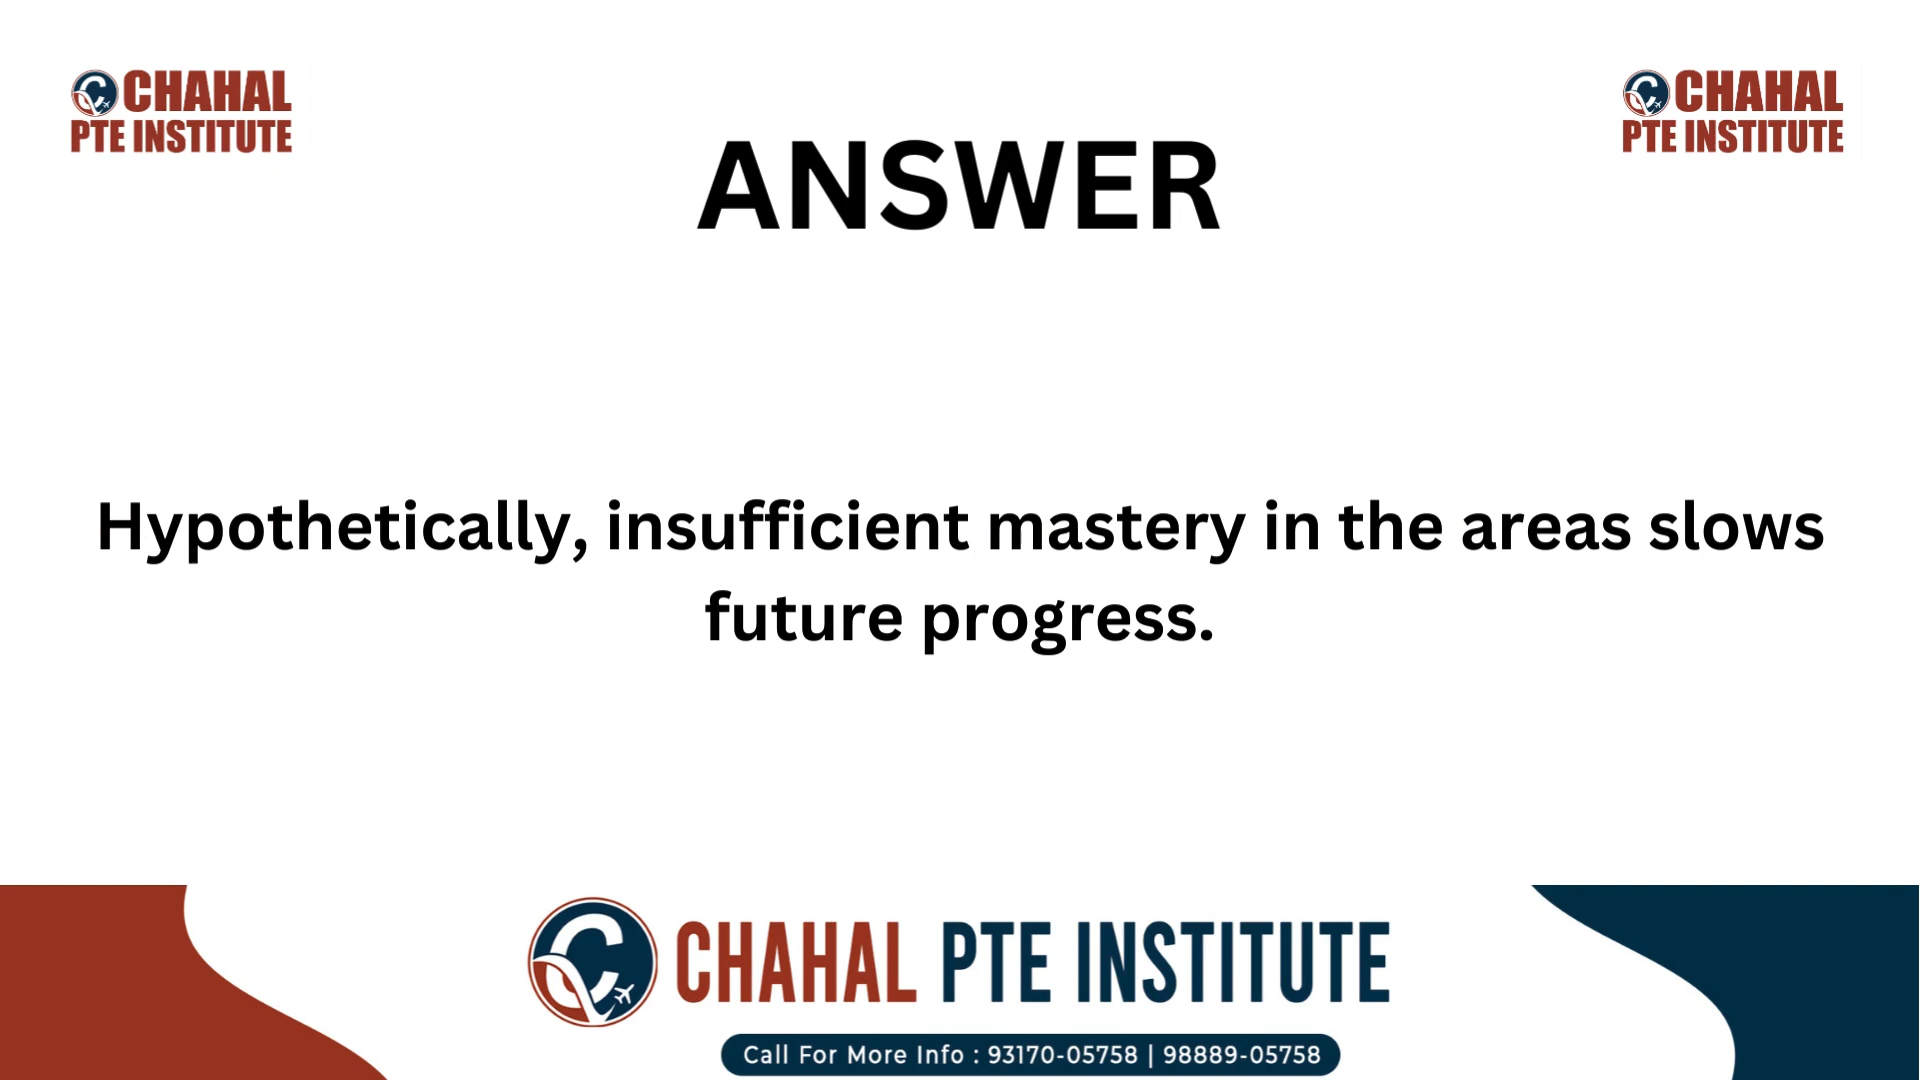 CHAHAL
PTE INSTITUTE
CHAHAL
PTE INSTITUTE
ANSWER
Hypothetically, insufficient mastery in the areas slows
future progress.
CHAHAL PTE INSTITUTE
Call For More Info : 93170-05758 | 98889-05758